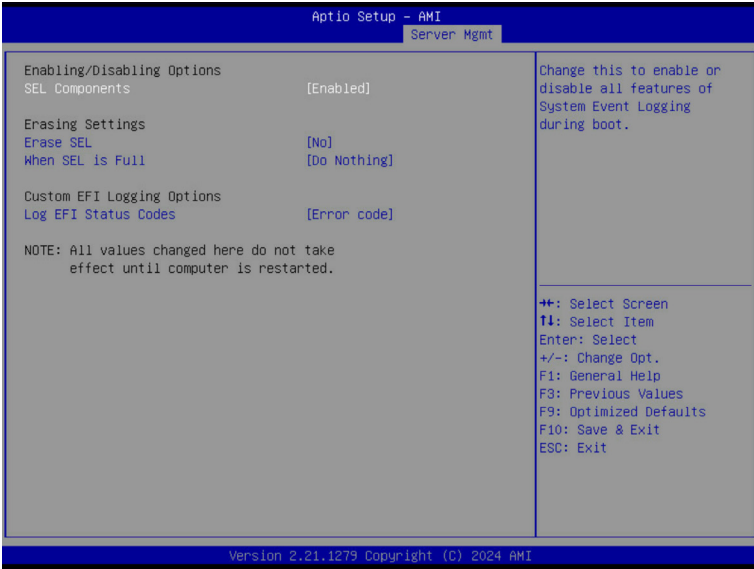 Aptio Setup – AMI
Server Mgmt
Enabling/Disabling Options
SEL Components [Enabled]
Erasing Settings
Erase SEL [No]
When SEL is Full [Do Nothing]
Custom EFI Logging Options
Log EFI Status Codes [Error code]
NOTE: All values changed here do not take
effect until computer is restarted.
Change this to enable or
disable all features of
System Event Logging
during boot.
→←: Select Screen
↑↓: Select Item
Enter: Select
+/-: Change Opt.
F1: General Help
F3: Previous Values
F9: Optimized Defaults
F10: Save & Exit
ESC: Exit
Version 2.21.1279 Copyright (C) 2024 AMI